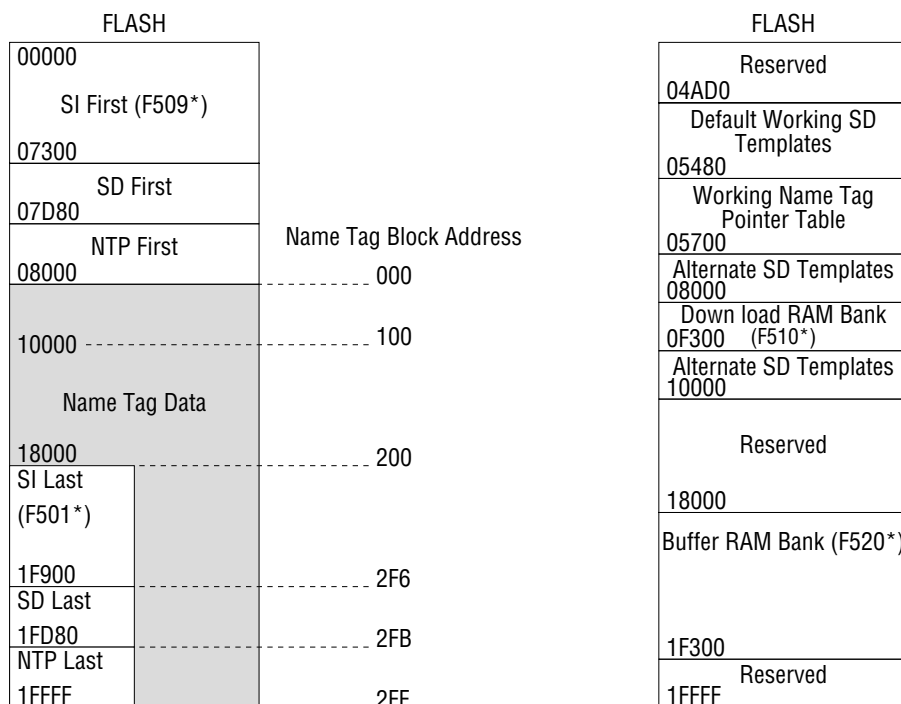 FLASH
00000
SI First (F509*)
07300
SD First
07D80
NTP First
08000
10000
Name Tag Data
18000
SI Last
(F501*)
1F900
SD Last
1FD80
NTP Last
1FFFF
Name Tag Block Address
000
100
200
2F6
2FB
2FF
FLASH
Reserved
04AD0
Default Working SD
Templates
05480
Working Name Tag
Pointer Table
05700
Alternate SD Templates
08000
Down load RAM Bank
0F300 (F510*)
Alternate SD Templates
10000
Reserved
18000
Buffer RAM Bank (F520*)
1F300
Reserved
1FFFF